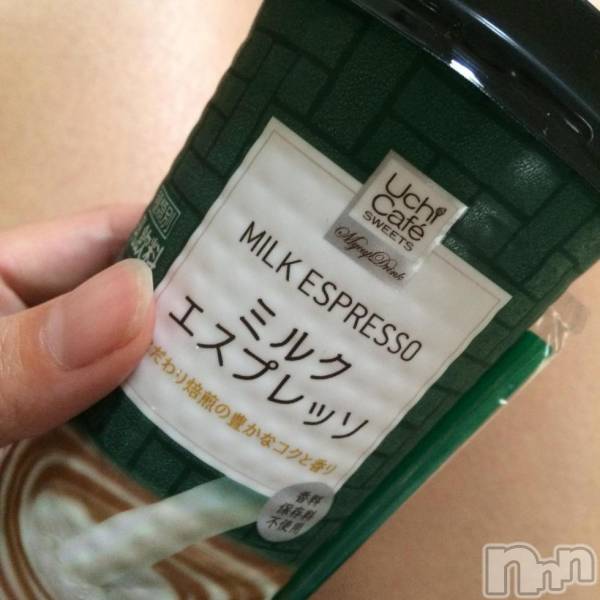 Uchi
Café
SWEETS
MILK ESPRESSO
ミルク
エスプレッソ
だわり焙煎の豊かなコクと香り
香料
保存料
不使用
nnn